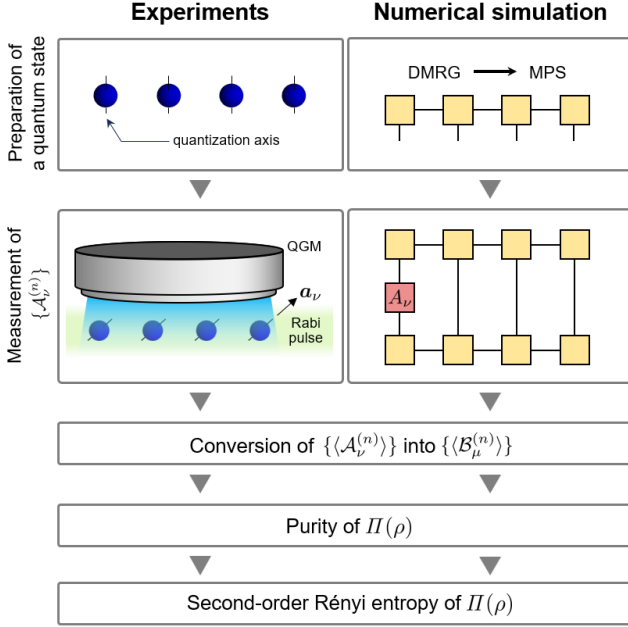 Experiments
Numerical simulation
Preparation of
a quantum state
quantization axis
DMRG → MPS
Measurement of
{𝒜_ν^(n)}
QGM
a_ν
Rabi
pulse
A_ν
Conversion of {⟨𝒜_ν^(n)⟩} into {⟨ℬ_μ^(n)⟩}
Purity of Π(ρ)
Second-order Rényi entropy of Π(ρ)